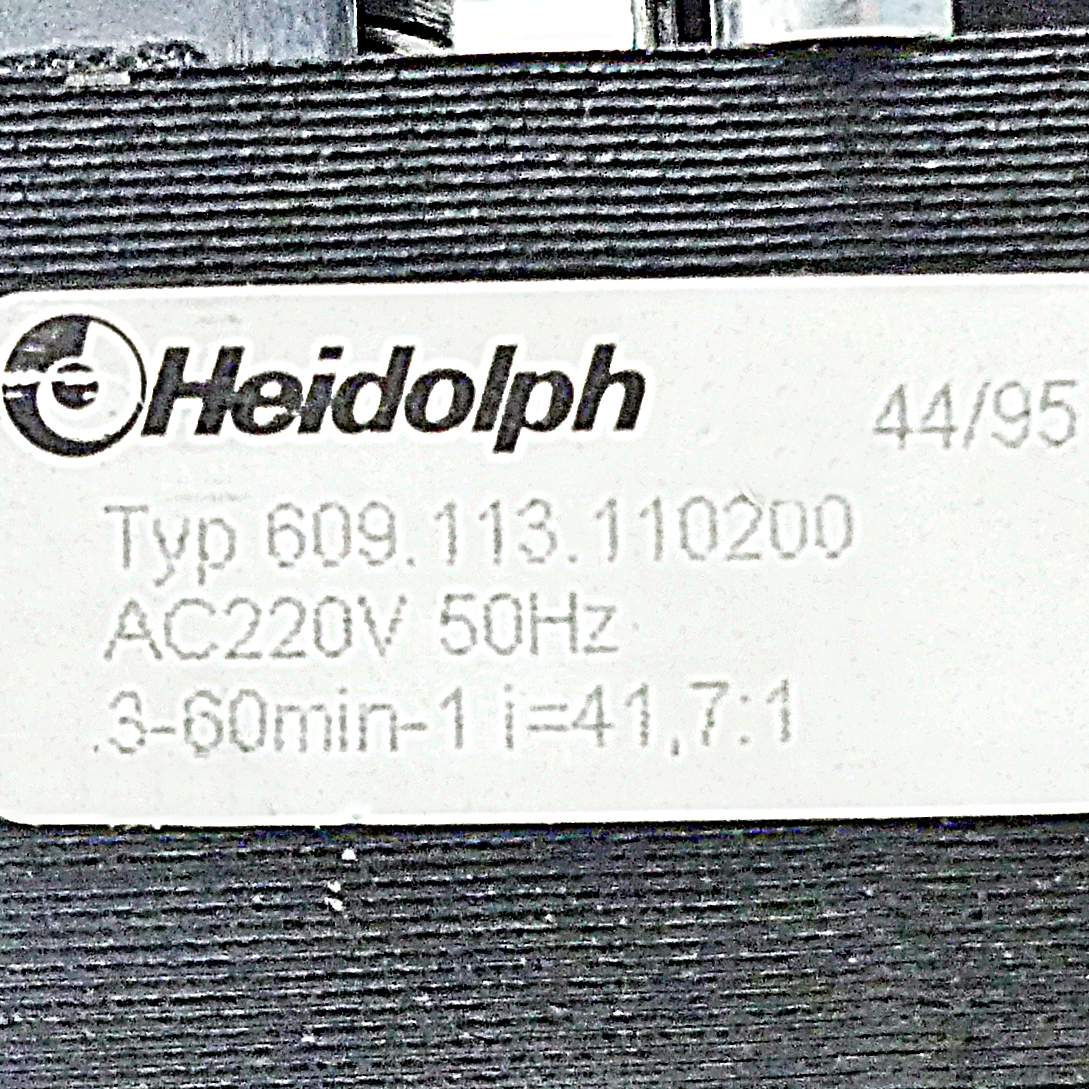 Heidolph 44/95
Typ 609.113.110200
AC220V 50Hz
3-60min-1 i=41,7:1